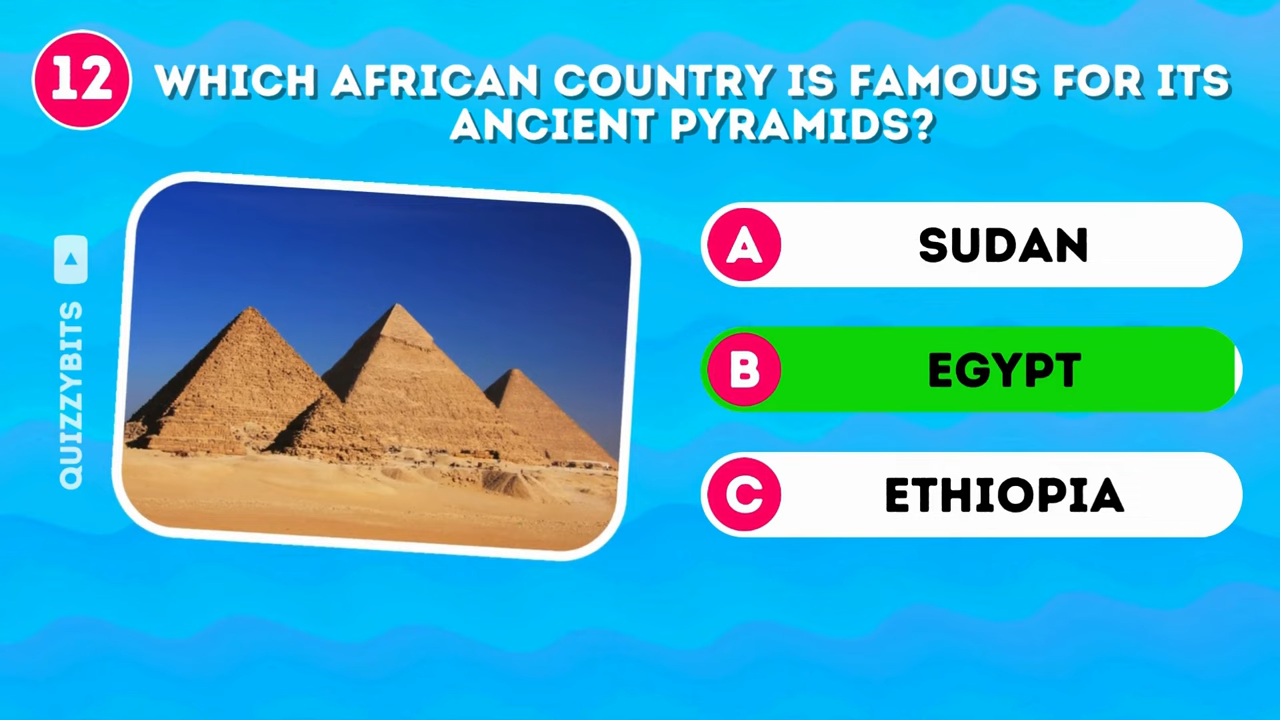 12
WHICH AFRICAN COUNTRY IS FAMOUS FOR ITS
ANCIENT PYRAMIDS?
QUIZZYBITS
A SUDAN
B EGYPT
C ETHIOPIA